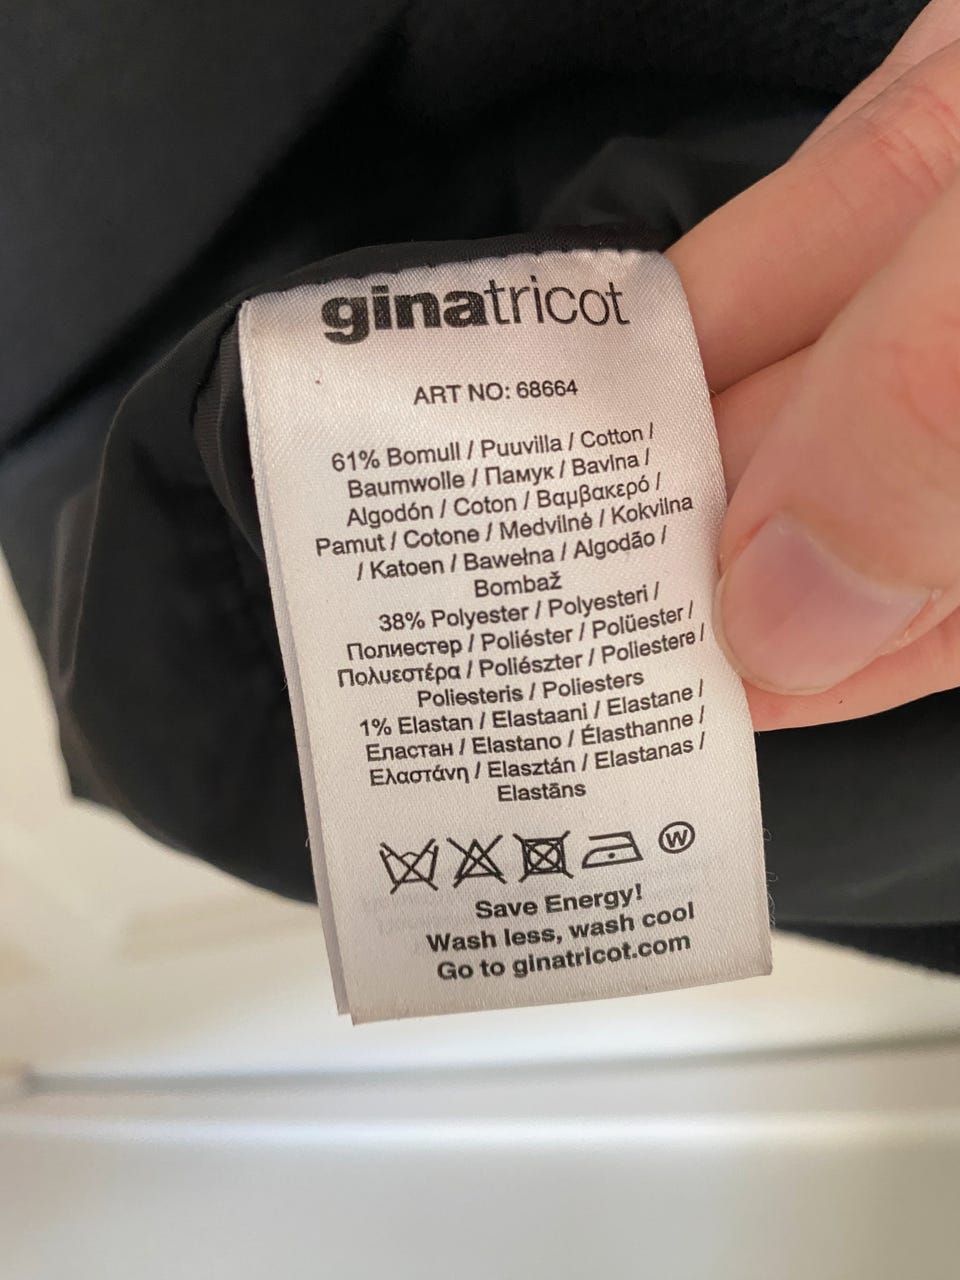 ginatricot
ART NO: 68664
61% Bomull / Puuvilla / Cotton /
Baumwolle / Памук / Bavlna /
Algodón / Coton / Βαμβακερό /
Pamut / Cotone / Medvilnė / Kokvilna
/ Katoen / Bawełna / Algodão /
Bombaž
38% Polyester / Polyesteri /
Полиестер / Poliéster / Polüester /
Πολυεστέρα / Poliészter / Poliestere /
Poliesteris / Poliesters
1% Elastan / Elastaani / Elastane /
Еластан / Elastano / Élasthanne /
Ελαστάνη / Elasztán / Elastanas /
Elastāns
W
Save Energy!
Wash less, wash cool
Go to ginatricot.com